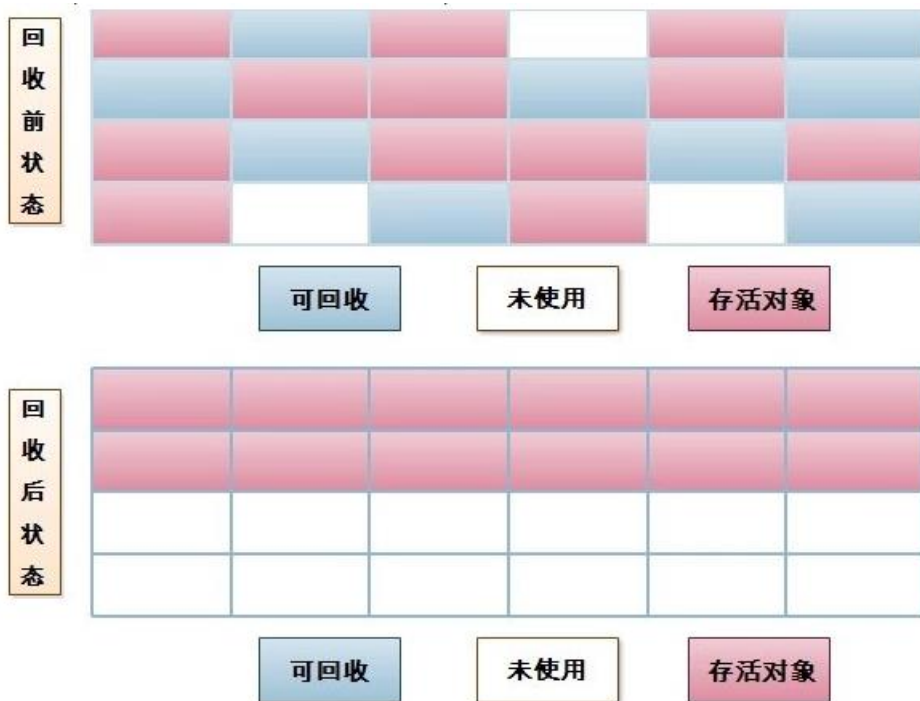 回收前状态
可回收
未使用
存活对象
回收后状态
可回收
未使用
存活对象